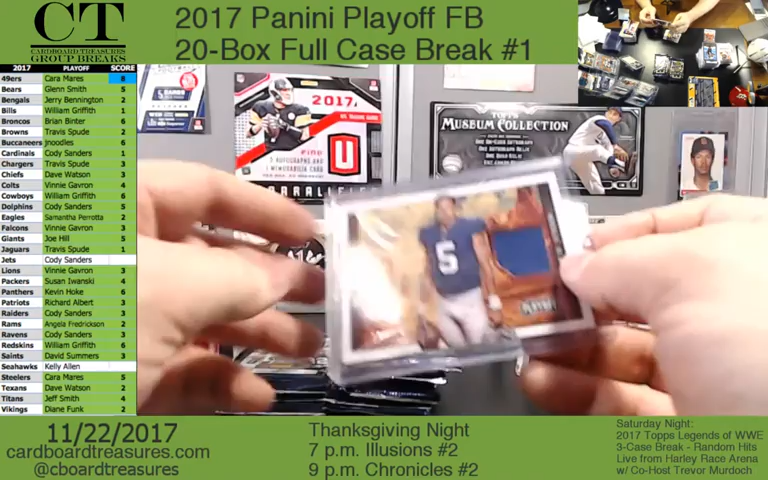 CT
CARDBOARD TREASURES
GROUP BREAKS
2017 Panini Playoff FB
20-Box Full Case Break #1
2017 PLAYOFF SCORE
49ers Cara Mares 8
Bears Glenn Smith 5
Bengals Jerry Bennington 2
Bills William Griffith 1
Broncos Brian Binter 6
Browns Travis Spude 2
Buccaneers Jnoodles 6
Cardinals Cody Sanders 1
Chargers Travis Spude 3
Chiefs Dave Watson 3
Colts Vinnie Gavron 4
Cowboys William Griffith 6
Dolphins Cody Sanders 5
Eagles Samantha Perrotta 2
Falcons Vinnie Gavron 3
Giants Joe Hill 5
Jaguars Travis Spude 1
Jets Cody Sanders
Lions Vinnie Gavron 3
Packers Susan Iwanski 4
Panthers Kevin Hoke 6
Patriots Richard Albert 3
Raiders Cody Sanders 3
Rams Angela Fredrickson 2
Ravens Cody Sanders 3
Redskins William Griffith 6
Saints David Summers 3
Seahawks Kelly Allen
Steelers Cara Mares 5
Texans Dave Watson 2
Titans Jeff Smith 4
Vikings Diane Funk 2
2017
U
TOPPS
MUSEUM COLLECTION
5
PLAYOFF
11/22/2017
cardboardtreasures.com
@cboardtreasures
Thanksgiving Night
7 p.m. Illusions #2
9 p.m. Chronicles #2
Saturday Night:
2017 Topps Legends of WWE
3-Case Break - Random Hits
Live from Harley Race Arena
w/ Co-Host Trevor Murdoch